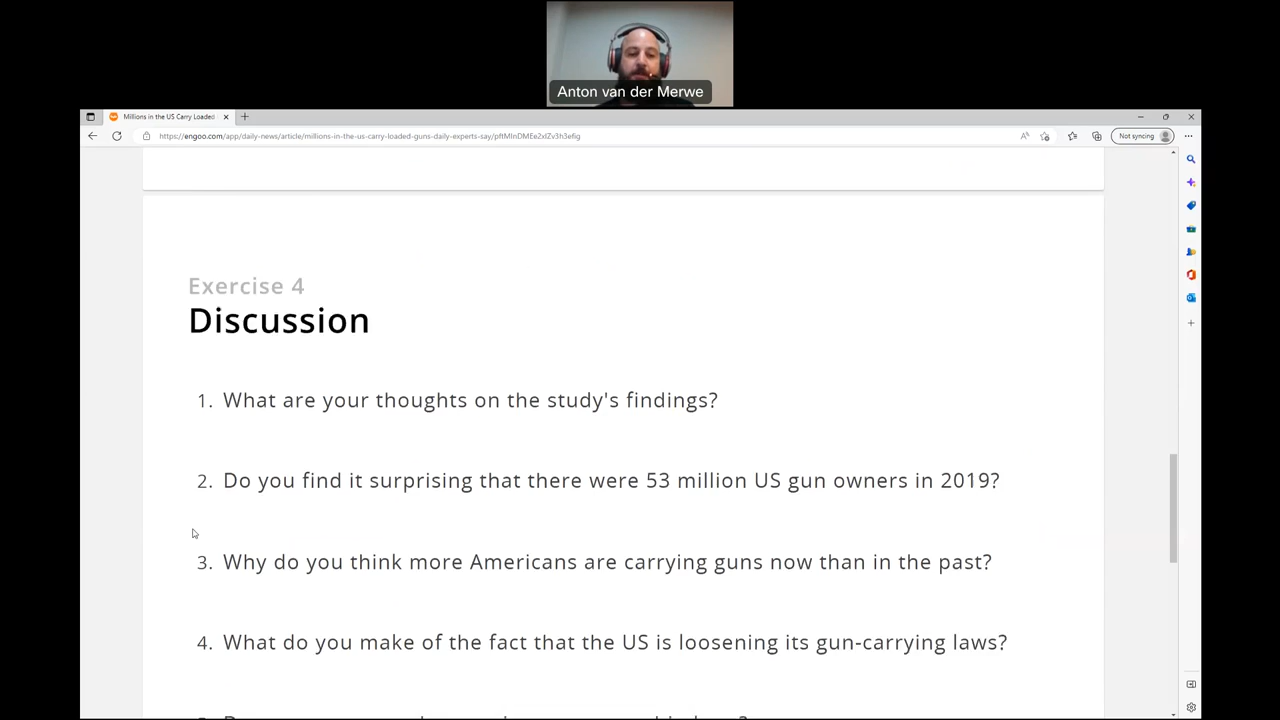 Anton van der Merwe
Millions in the US Carry Loaded
https://engoo.com/app/daily-news/article/millions-in-the-us-carry-loaded-guns-daily-experts-say/pftMInDMEe2xIZv3h3efig
Not syncing
Exercise 4
Discussion
1. What are your thoughts on the study's findings?
2. Do you find it surprising that there were 53 million US gun owners in 2019?
3. Why do you think more Americans are carrying guns now than in the past?
4. What do you make of the fact that the US is loosening its gun-carrying laws?